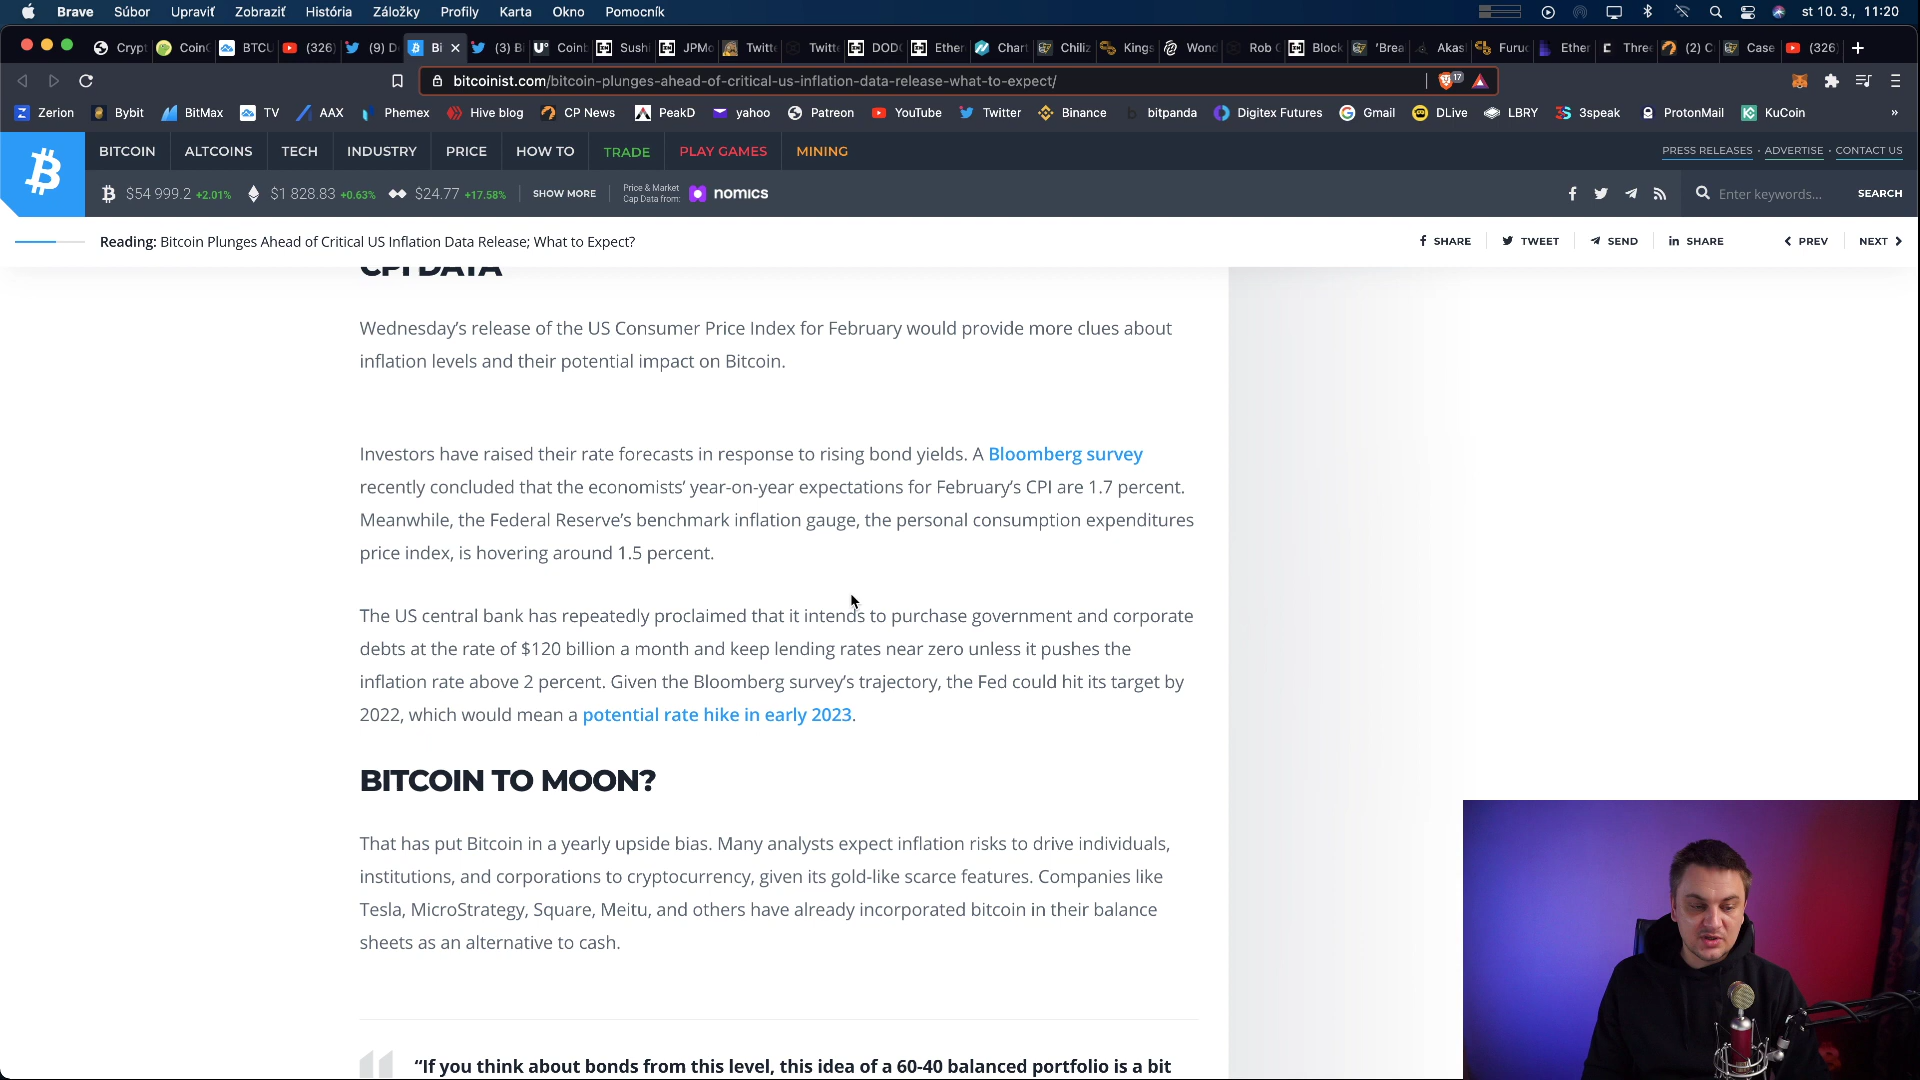 Brave Súbor Upraviť Zobraziť História Záložky Profily Karta Okno Pomocník st 10. 3., 11:20
Crypt CoinG BTCU (326) (9) D Bi (3) Bi Coinb Sushi JPMo Twitte Twitte DODO Ether Chart Chiliz Kings Wond Rob C Block 'Brea Akas Furuc Ether Three (2) C Case (326)
bitcoinist.com/bitcoin-plunges-ahead-of-critical-us-inflation-data-release-what-to-expect/ 17
Zerion Bybit BitMax TV AAX Phemex Hive blog CP News PeakD yahoo Patreon YouTube Twitter Binance bitpanda Digitex Futures Gmail DLive LBRY 3speak ProtonMail KuCoin »
BITCOIN ALTCOINS TECH INDUSTRY PRICE HOW TO TRADE PLAY GAMES MINING PRESS RELEASES · ADVERTISE · CONTACT US
$54 999.2 +2.01% $1 828.83 +0.63% $24.77 +17.58% SHOW MORE Price & Market Cap Data from: nomics Enter keywords... SEARCH
Reading: Bitcoin Plunges Ahead of Critical US Inflation Data Release; What to Expect? SHARE TWEET SEND SHARE PREV NEXT
CPI DATA
Wednesday's release of the US Consumer Price Index for February would provide more clues about
inflation levels and their potential impact on Bitcoin.
Investors have raised their rate forecasts in response to rising bond yields. A Bloomberg survey
recently concluded that the economists' year-on-year expectations for February's CPI are 1.7 percent.
Meanwhile, the Federal Reserve's benchmark inflation gauge, the personal consumption expenditures
price index, is hovering around 1.5 percent.
The US central bank has repeatedly proclaimed that it intends to purchase government and corporate
debts at the rate of $120 billion a month and keep lending rates near zero unless it pushes the
inflation rate above 2 percent. Given the Bloomberg survey's trajectory, the Fed could hit its target by
2022, which would mean a potential rate hike in early 2023.
BITCOIN TO MOON?
That has put Bitcoin in a yearly upside bias. Many analysts expect inflation risks to drive individuals,
institutions, and corporations to cryptocurrency, given its gold-like scarce features. Companies like
Tesla, MicroStrategy, Square, Meitu, and others have already incorporated bitcoin in their balance
sheets as an alternative to cash.
“If you think about bonds from this level, this idea of a 60-40 balanced portfolio is a bit